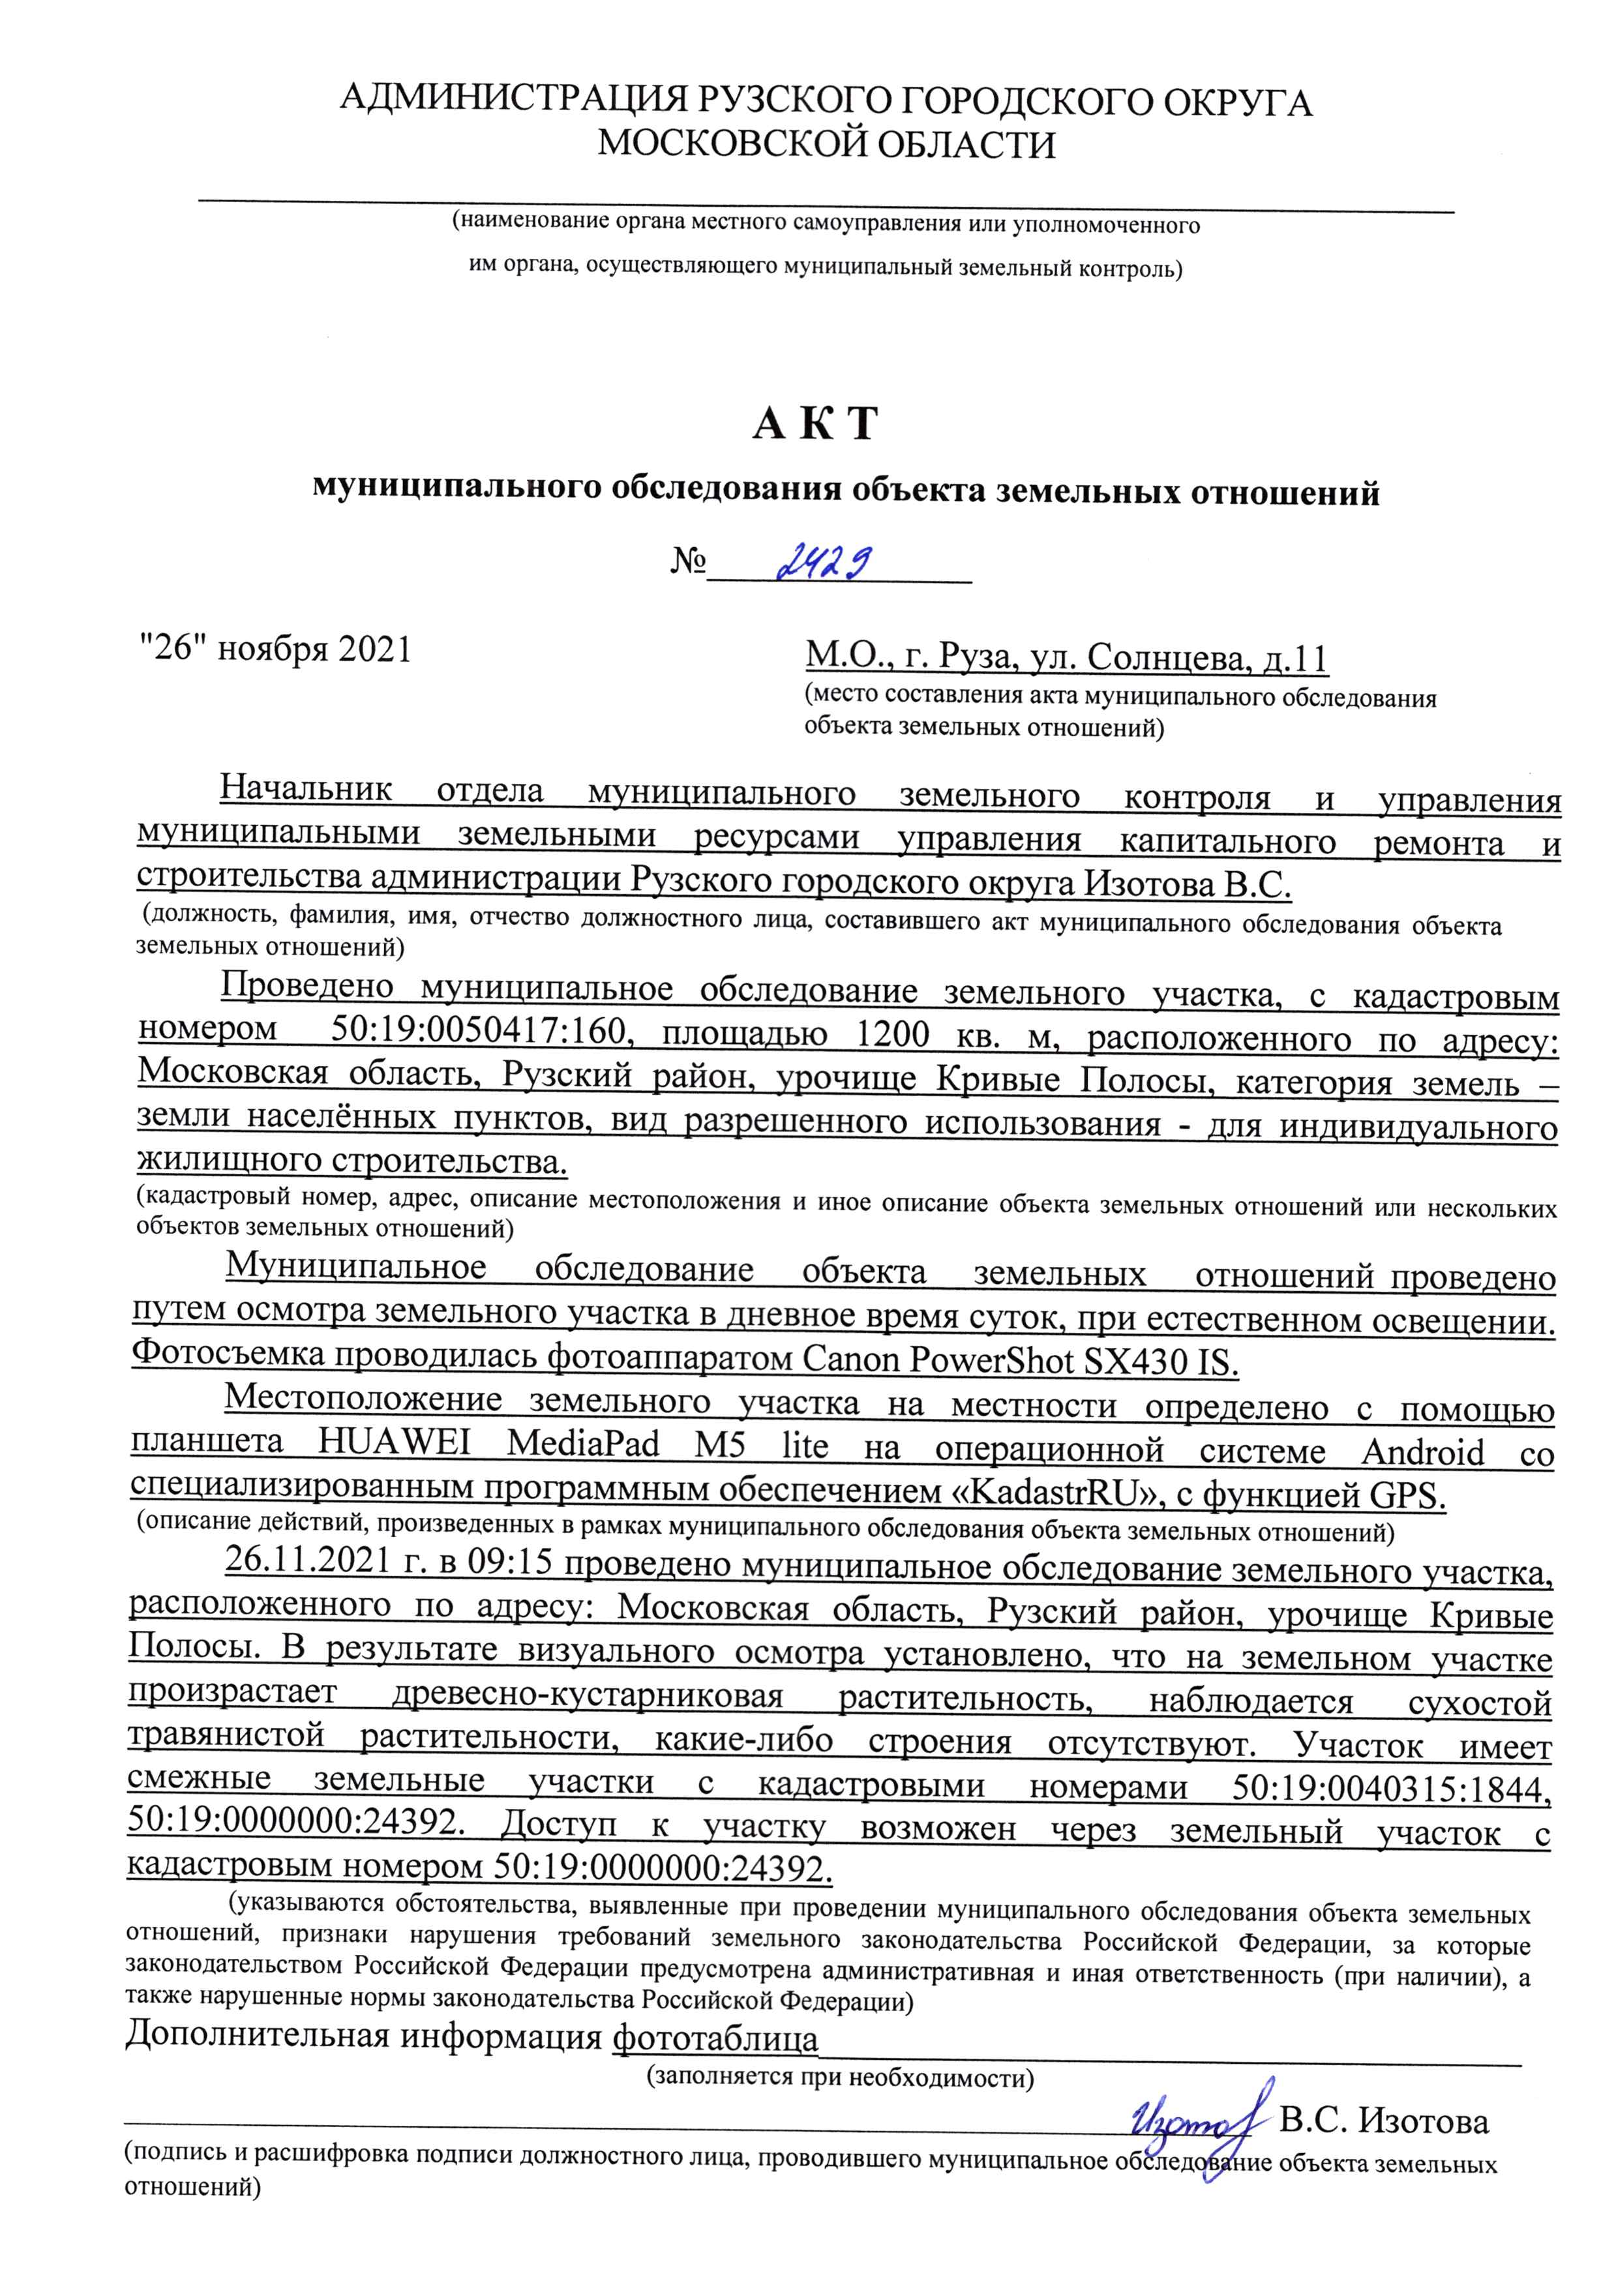 АДМИНИСТРАЦИЯ РУЗСКОГО ГОРОДСКОГО ОКРУГА
МОСКОВСКОЙ ОБЛАСТИ
(наименование органа местного самоуправления или уполномоченного
им органа, осуществляющего муниципальный земельный контроль)
А К Т
муниципального обследования объекта земельных отношений
№ 2429
"26" ноября 2021
М.О., г. Руза, ул. Солнцева, д.11
(место составления акта муниципального обследования
объекта земельных отношений)
Начальник отдела муниципального земельного контроля и управления
муниципальными земельными ресурсами управления капитального ремонта и
строительства администрации Рузского городского округа Изотова В.С.
(должность, фамилия, имя, отчество должностного лица, составившего акт муниципального обследования объекта
земельных отношений)
Проведено муниципальное обследование земельного участка, с кадастровым
номером 50:19:0050417:160, площадью 1200 кв. м, расположенного по адресу:
Московская область, Рузский район, урочище Кривые Полосы, категория земель –
земли населённых пунктов, вид разрешенного использования - для индивидуального
жилищного строительства.
(кадастровый номер, адрес, описание местоположения и иное описание объекта земельных отношений или нескольких
объектов земельных отношений)
Муниципальное обследование объекта земельных отношений проведено
путем осмотра земельного участка в дневное время суток, при естественном освещении.
Фотосъемка проводилась фотоаппаратом Canon PowerShot SX430 IS.
Местоположение земельного участка на местности определено с помощью
планшета HUAWEI MediaPad M5 lite на операционной системе Android со
специализированным программным обеспечением «KadastrRU», с функцией GPS.
(описание действий, произведенных в рамках муниципального обследования объекта земельных отношений)
26.11.2021 г. в 09:15 проведено муниципальное обследование земельного участка,
расположенного по адресу: Московская область, Рузский район, урочище Кривые
Полосы. В результате визуального осмотра установлено, что на земельном участке
произрастает древесно-кустарниковая растительность, наблюдается сухостой
травянистой растительности, какие-либо строения отсутствуют. Участок имеет
смежные земельные участки с кадастровыми номерами 50:19:0040315:1844,
50:19:0000000:24392. Доступ к участку возможен через земельный участок с
кадастровым номером 50:19:0000000:24392.
(указываются обстоятельства, выявленные при проведении муниципального обследования объекта земельных
отношений, признаки нарушения требований земельного законодательства Российской Федерации, за которые
законодательством Российской Федерации предусмотрена административная и иная ответственность (при наличии), а
также нарушенные нормы законодательства Российской Федерации)
Дополнительная информация фототаблица
(заполняется при необходимости)
Изотов В.С. Изотова
(подпись и расшифровка подписи должностного лица, проводившего муниципальное обследование объекта земельных
отношений)